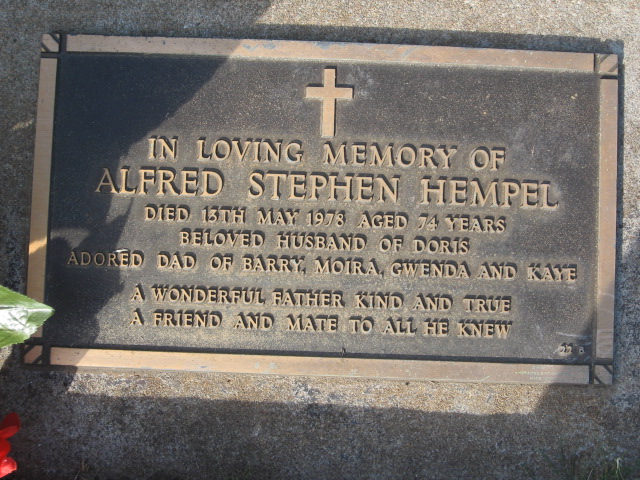 IN LOVING MEMORY OF
ALFRED STEPHEN HEMPEL
DIED 13TH MAY 1978 AGED 74 YEARS
BELOVED HUSBAND OF DORIS
ADORED DAD OF BARRY, MOIRA, GWENDA AND KAYE
A WONDERFUL FATHER KIND AND TRUE
A FRIEND AND MATE TO ALL HE KNEW